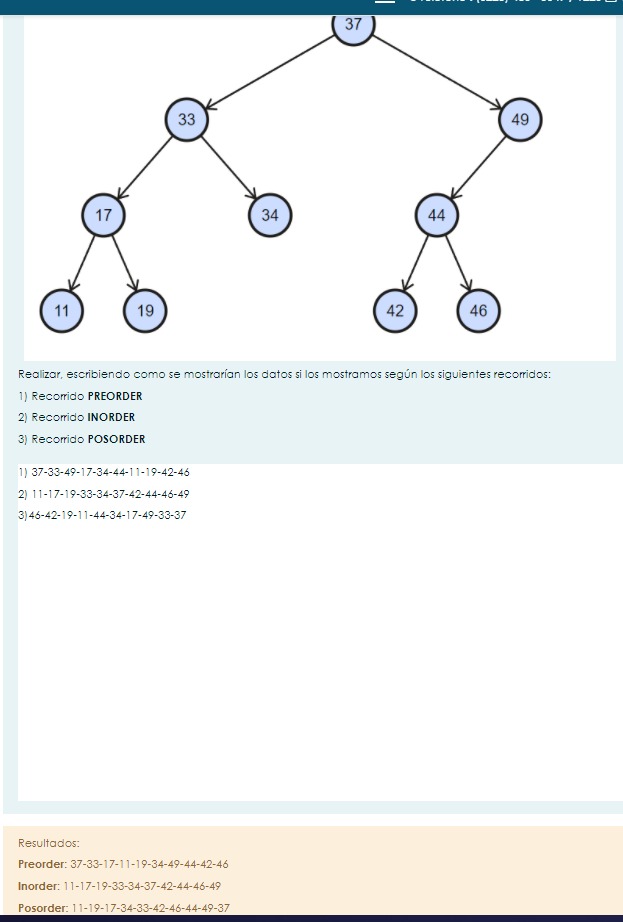 37
33
49
17
34
44
11
19
42
46
Realizar, escribiendo como se mostrarían los datos si los mostramos según los siguientes recorridos:
1) Recorrido PREORDER
2) Recorrido INORDER
3) Recorrido POSORDER
1) 37-33-49-17-34-44-11-19-42-46
2) 11-17-19-33-34-37-42-44-46-49
3)46-42-19-11-44-34-17-49-33-37
Resultados:
Preorder: 37-33-17-11-19-34-49-44-42-46
Inorder: 11-17-19-33-34-37-42-44-46-49
Posorder: 11-19-17-34-33-42-46-44-49-37